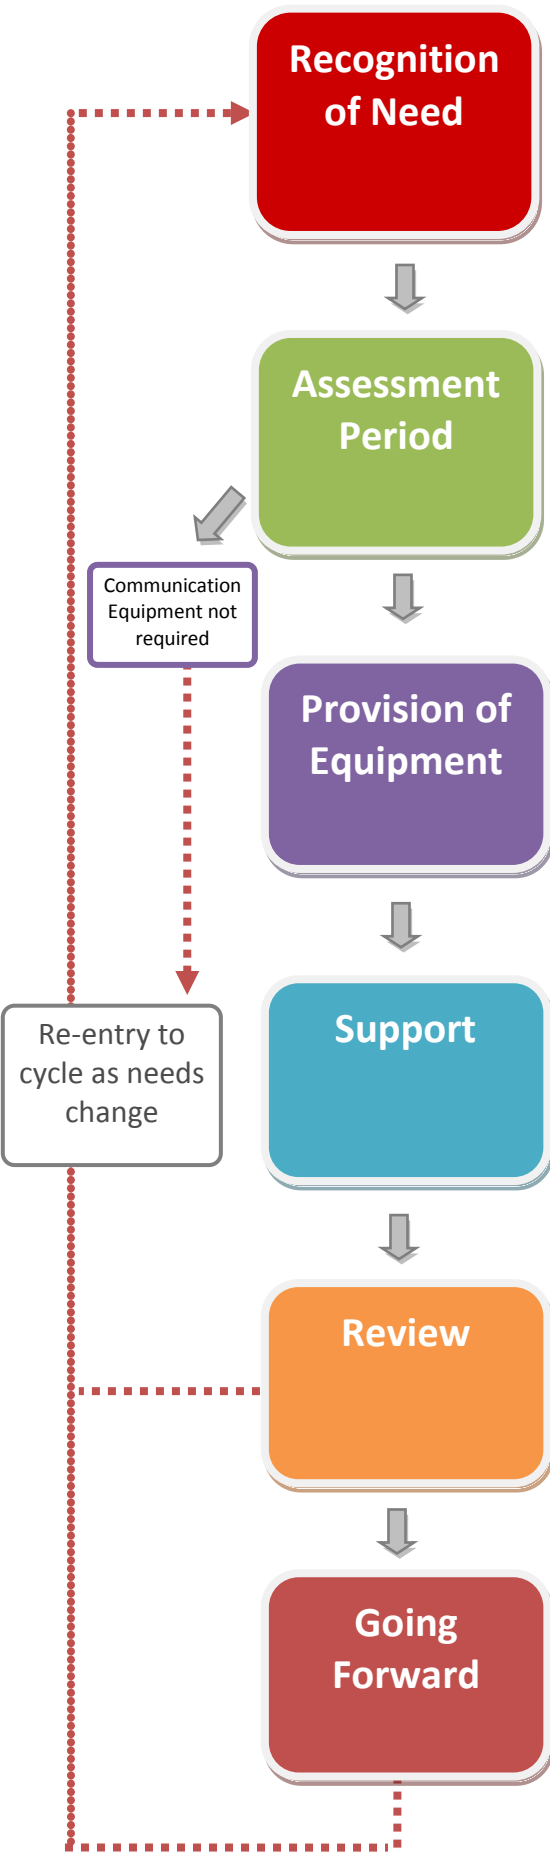 Recognition
of Need
Assessment
Period
Communication
Equipment not
required
Provision of
Equipment
Support
Re-entry to
cycle as needs
change
Review
Going
Forward